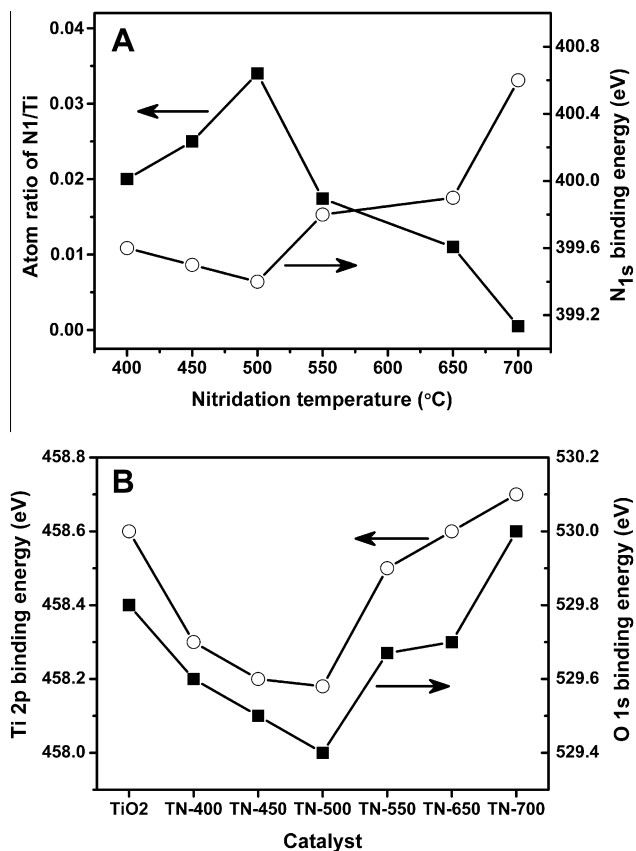 A
Atom ratio of N1/Ti
0.04
0.03
0.02
0.01
0.00
400.8
400.4
400.0
399.6
399.2
N1s binding energy (eV)
400 450 500 550 600 650 700
Nitridation temperature (°C)
B
Ti 2p binding energy (eV)
458.8
458.6
458.4
458.2
458.0
530.2
530.0
529.8
529.6
529.4
O 1s binding energy (eV)
TiO2 TN-400 TN-450 TN-500 TN-550 TN-650 TN-700
Catalyst